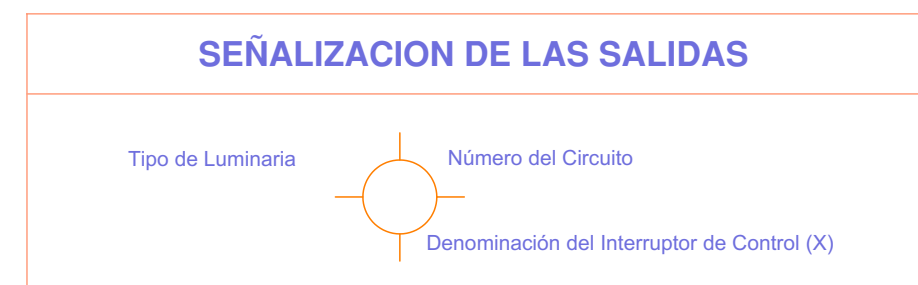 SEÑALIZACION DE LAS SALIDAS
Tipo de Luminaria
Número del Circuito
Denominación del Interruptor de Control (X)